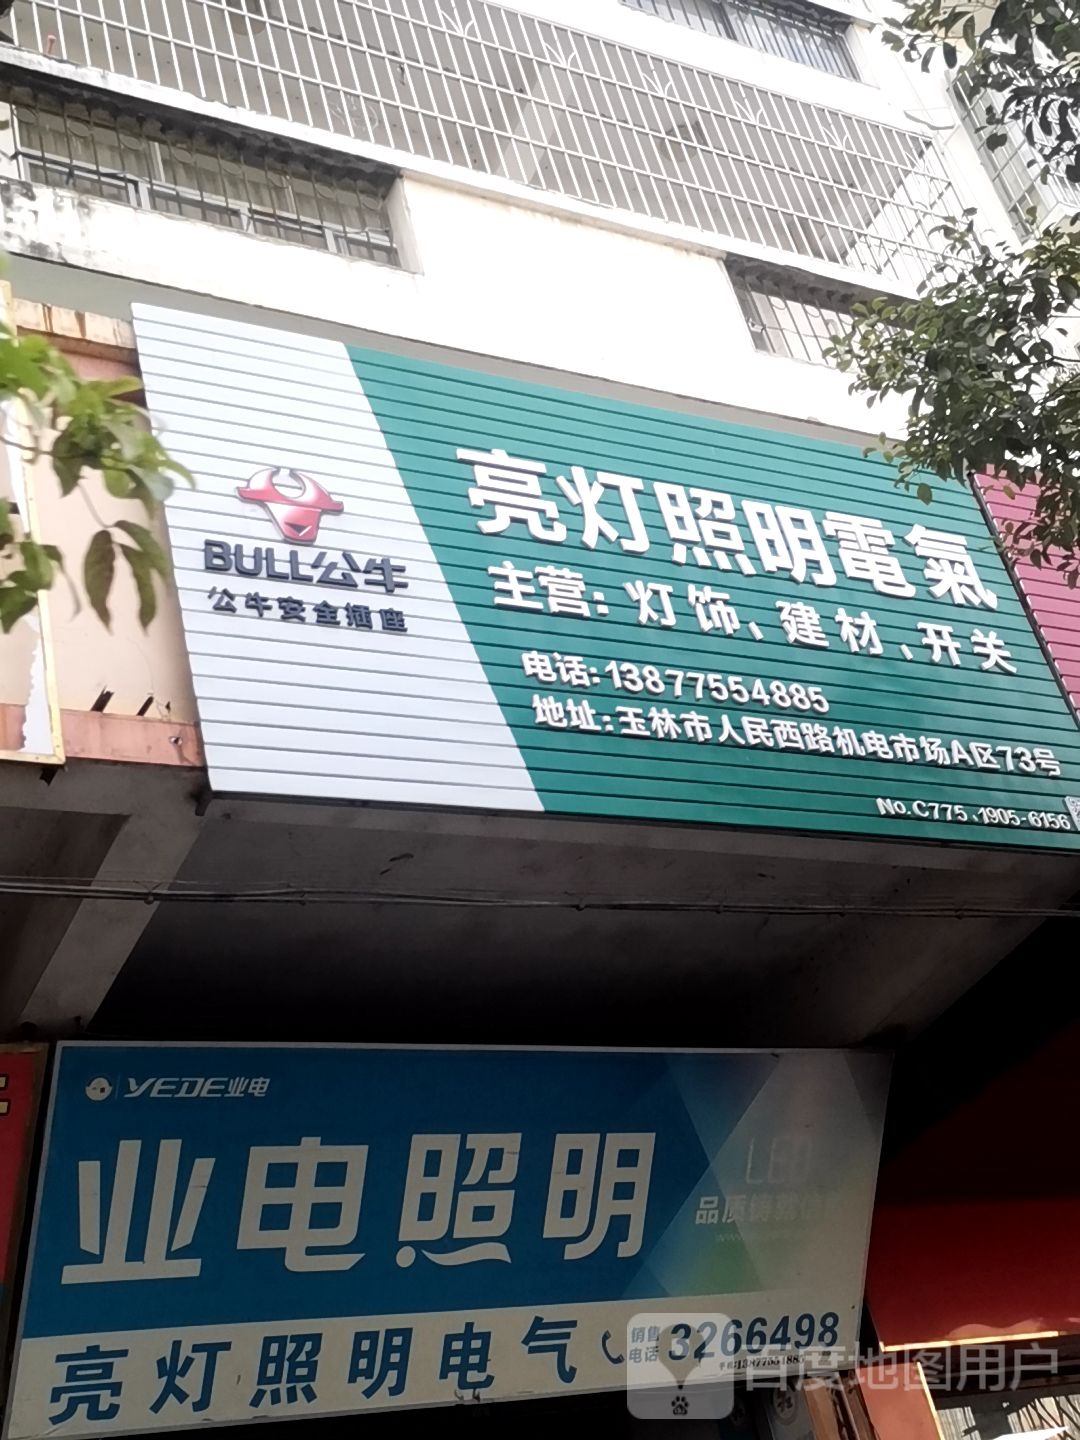 亮灯照明電氣
BULL公牛
公牛安全插座
主营：灯饰、建材、开关
电话：13877554885
地址：玉林市人民西路机电市场A区73号
No.C775、1905-6156
YEDE业电
业电照明
LED
品质铸就
亮灯照明电气
销售电话 3266498
13877554885
百度地图用户